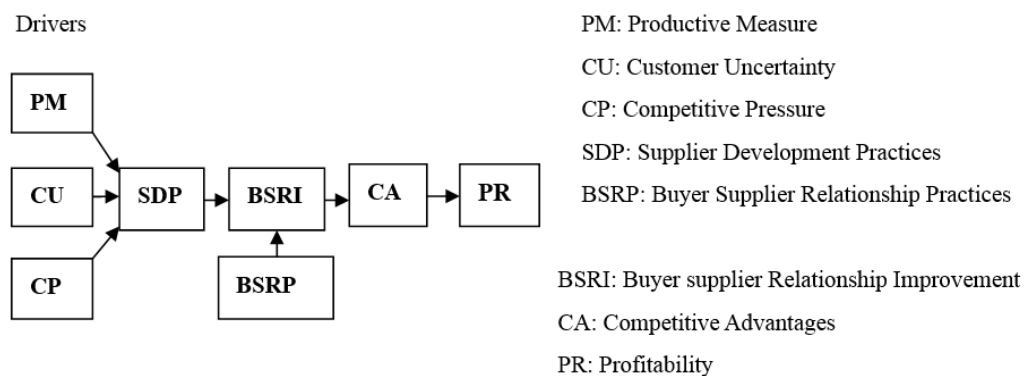 Drivers
PM
CU
CP
SDP
BSRI
BSRP
CA
PR
PM: Productive Measure
CU: Customer Uncertainty
CP: Competitive Pressure
SDP: Supplier Development Practices
BSRP: Buyer Supplier Relationship Practices
BSRI: Buyer supplier Relationship Improvement
CA: Competitive Advantages
PR: Profitability